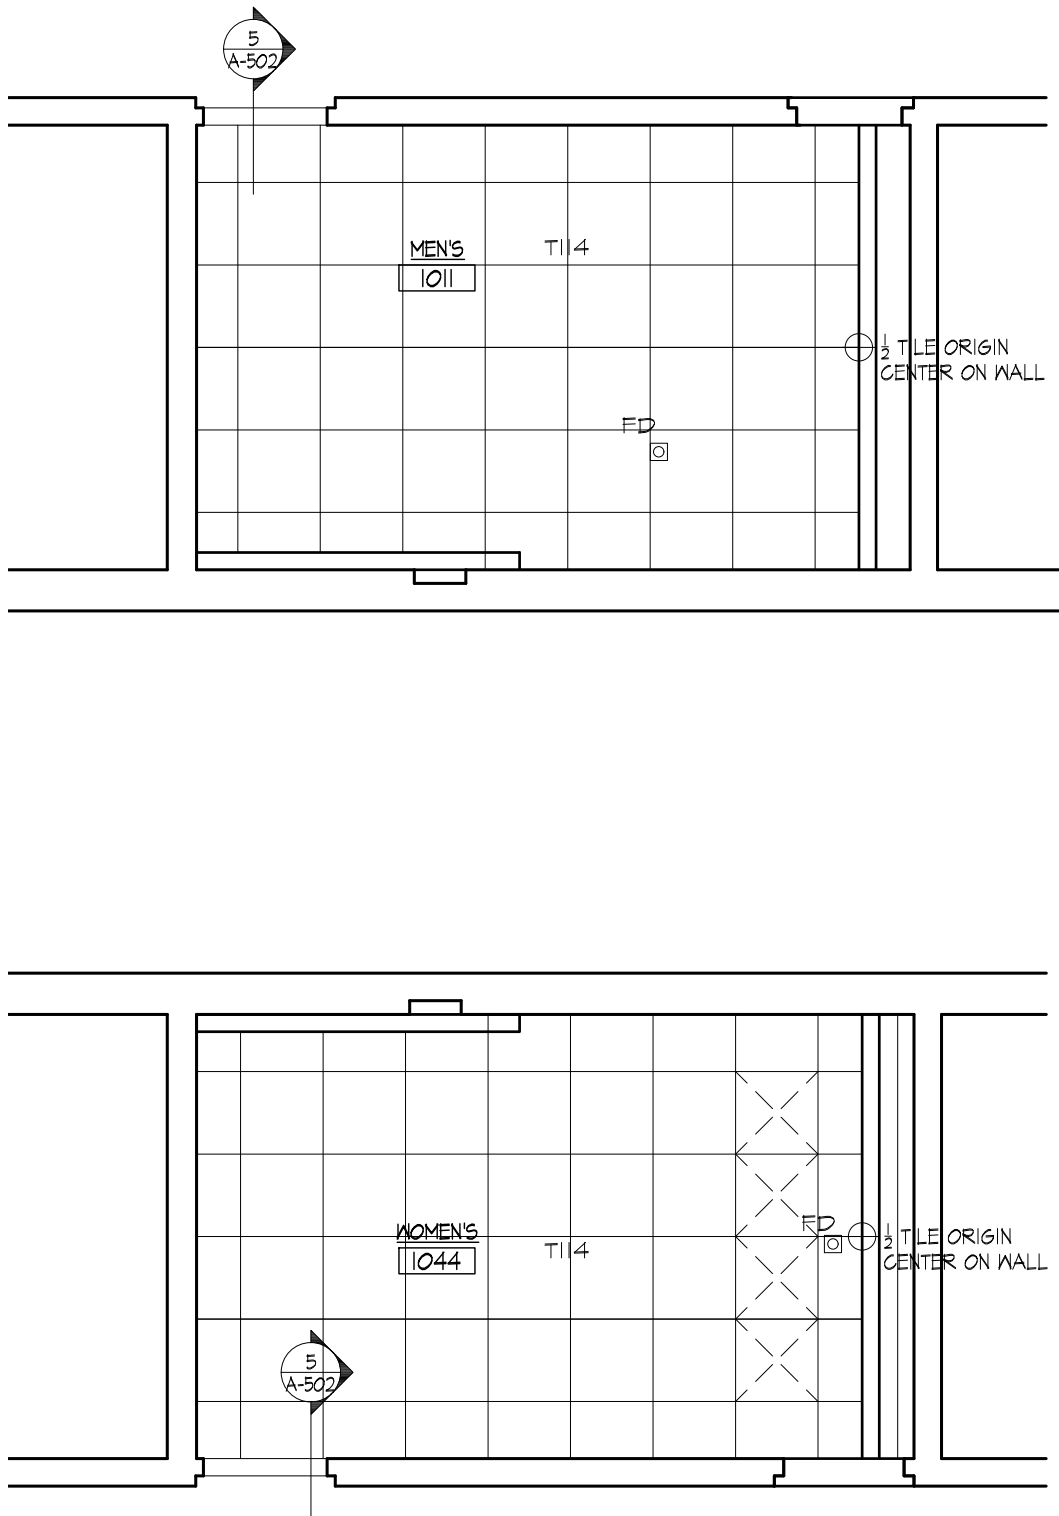 5
A-502
MEN'S
1011
T114
1/2 TILE ORIGIN
CENTER ON WALL
FD
FD
WOMEN'S
1044
T114
1/2 TILE ORIGIN
CENTER ON WALL
5
A-502